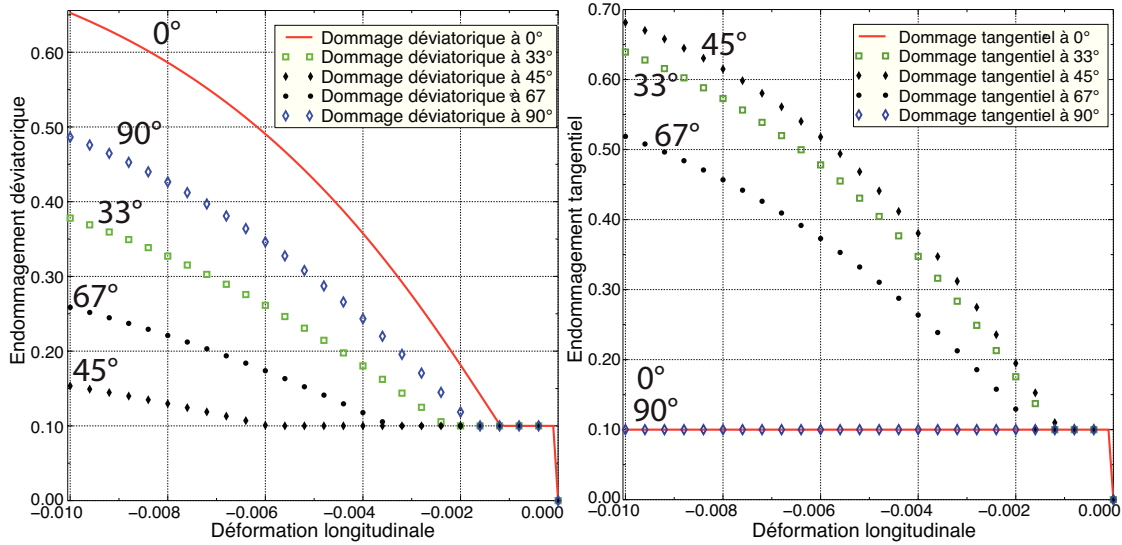 Endommagement déviatorique
0.60
0.50
0.40
0.30
0.20
0.10
0.00
0°
90°
33°
67°
45°
Dommage déviatorique à 0°
Dommage déviatorique à 33°
Dommage déviatorique à 45°
Dommage déviatorique à 67
Dommage déviatorique à 90°
−0.010 −0.008 −0.006 −0.004 −0.002 0.000
Déformation longitudinale
Endommagement tangentiel
0.70
0.60
0.50
0.40
0.30
0.20
0.10
0.00
45°
33°
67°
0°
90°
Dommage tangentiel à 0°
Dommage tangentiel à 33°
Dommage tangentiel à 45°
Dommage tangentiel à 67°
Dommage tangentiel à 90°
−0.010 −0.008 −0.006 −0.004 −0.002 0.000
Déformation longitudinale